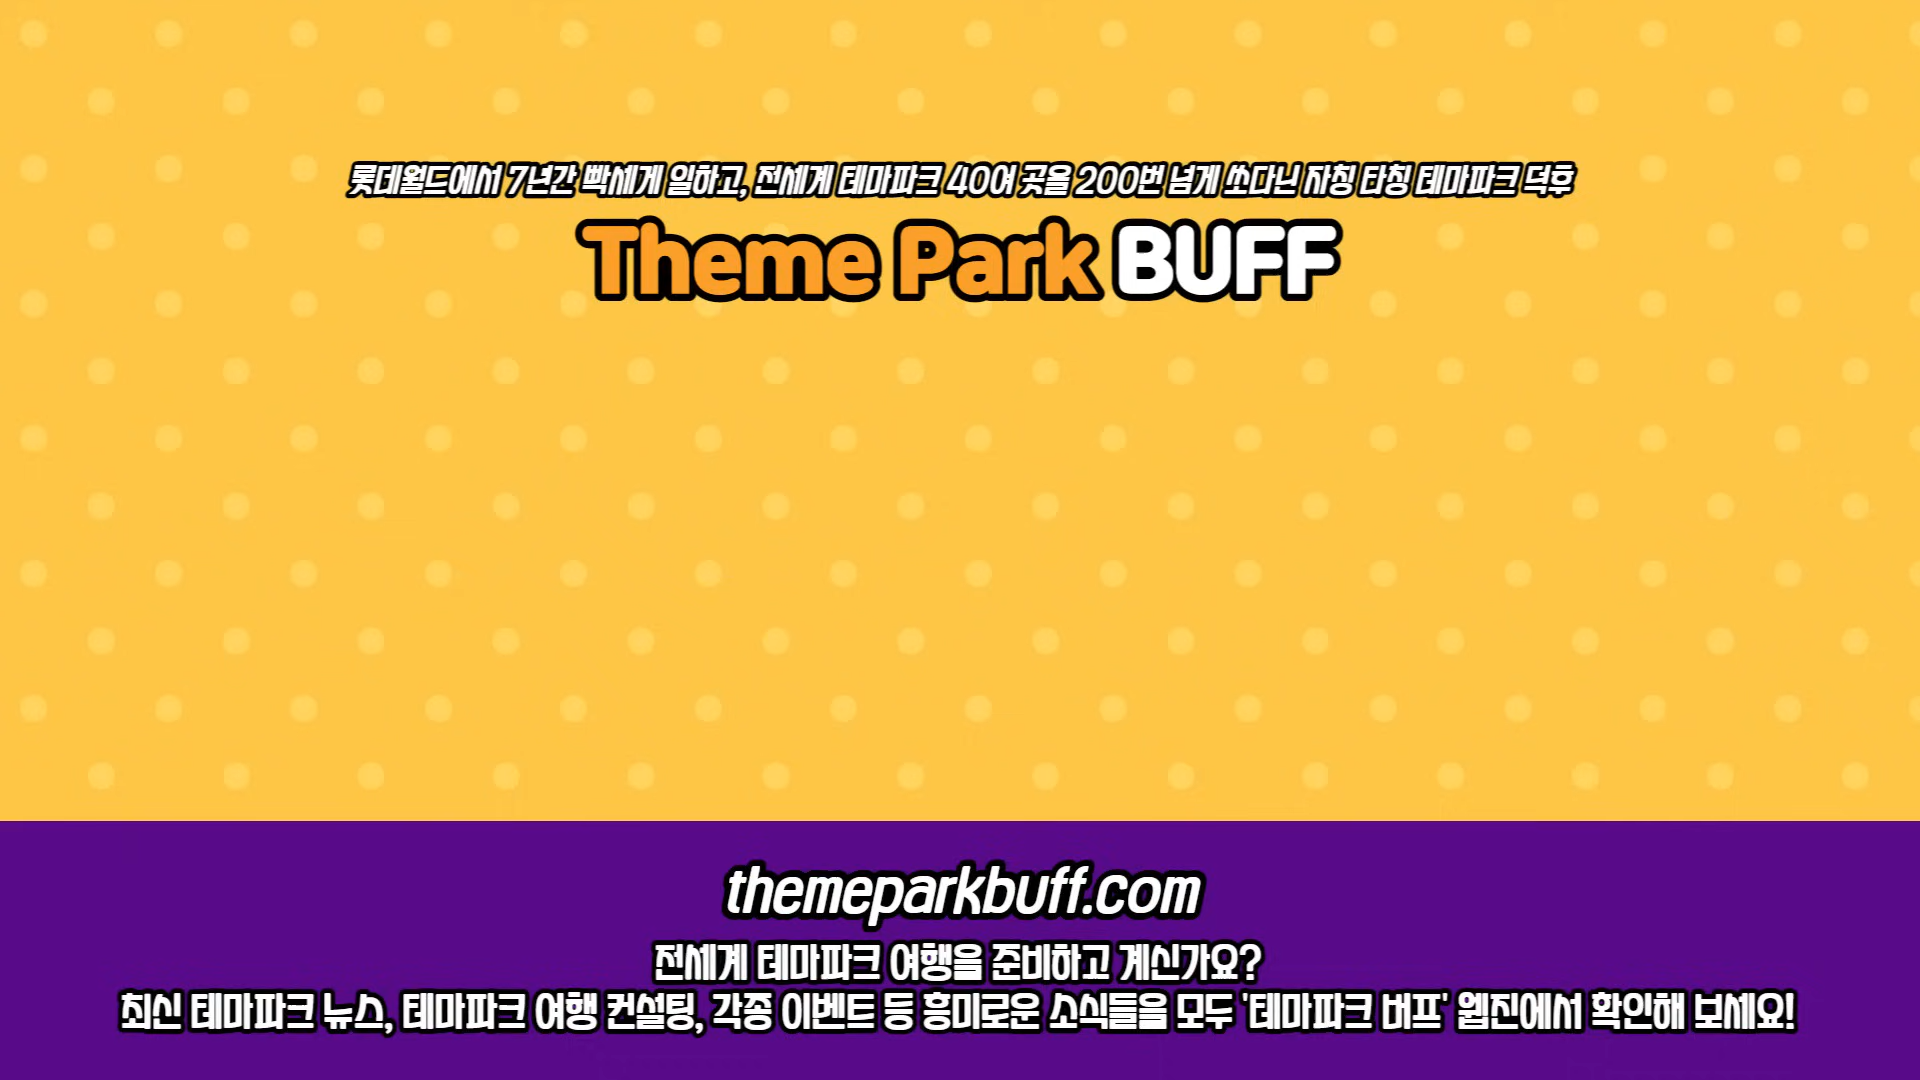 롯데월드에서 7년간 빡세게 일하고, 전세계 테마파크 40여 곳을 200번 넘게 쏘다닌 자칭 타칭 테마파크 덕후
Theme Park BUFF
themeparkbuff.com
전세계 테마파크 여행을 준비하고 계신가요?
최신 테마파크 뉴스, 테마파크 여행 컨설팅, 각종 이벤트 등 흥미로운 소식들을 모두 '테마파크 버프' 웹진에서 확인해 보세요!